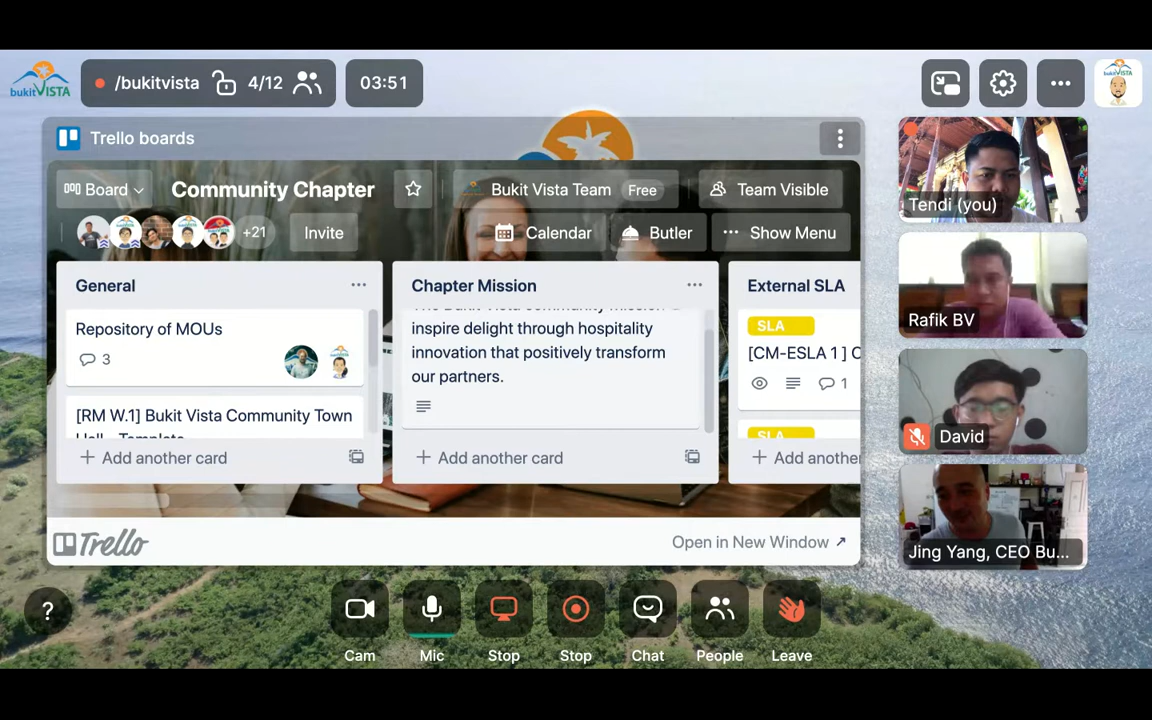 bukitVISTA
/bukitvista
4/12
03:51
bukitVISTA
Trello boards
Board
Community Chapter
Bukit Vista Team Free
Team Visible
+21
Invite
Calendar
Butler
Show Menu
General
Repository of MOUs
3
[RM W.1] Bukit Vista Community Town
Add another card
Chapter Mission
inspire delight through hospitality
innovation that positively transform
our partners.
Add another card
External SLA
SLA
[CM-ESLA 1 ] C
1
SLA
Add another
Trello
Open in New Window ↗
Tendi (you)
Rafik BV
David
Jing Yang, CEO Bu...
?
Cam
Mic
Stop
Stop
Chat
People
Leave